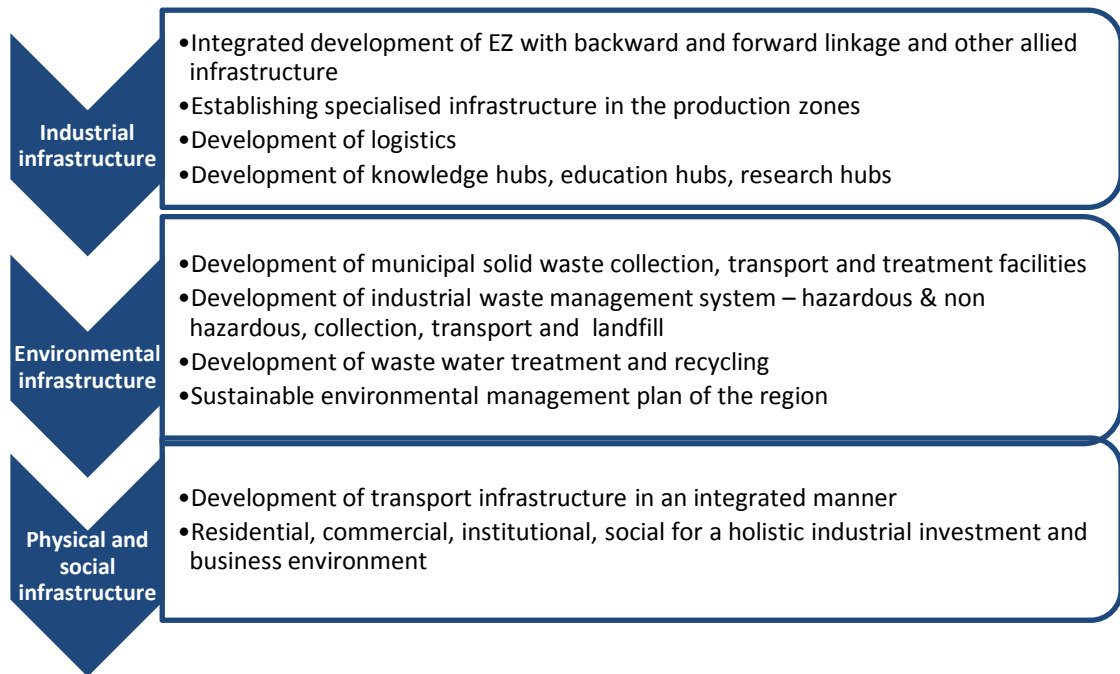 Industrial
infrastructure
•Integrated development of EZ with backward and forward linkage and other allied
infrastructure
•Establishing specialised infrastructure in the production zones
•Development of logistics
•Development of knowledge hubs, education hubs, research hubs
Environmental
infrastructure
•Development of municipal solid waste collection, transport and treatment facilities
•Development of industrial waste management system – hazardous & non
hazardous, collection, transport and landfill
•Development of waste water treatment and recycling
•Sustainable environmental management plan of the region
Physical and
social
infrastructure
•Development of transport infrastructure in an integrated manner
•Residential, commercial, institutional, social for a holistic industrial investment and
business environment